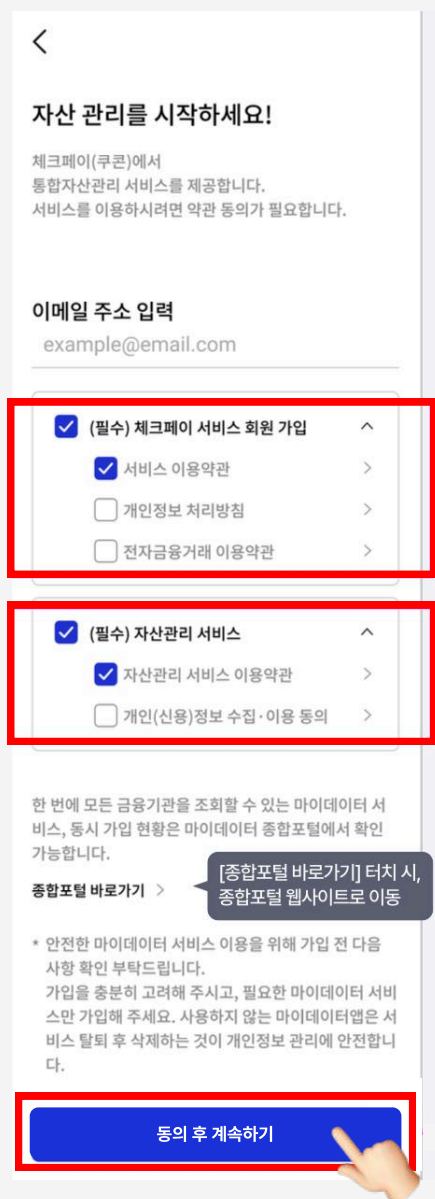 자산 관리를 시작하세요!
체크페이(쿠콘)에서
통합자산관리 서비스를 제공합니다.
서비스를 이용하시려면 약관 동의가 필요합니다.
이메일 주소 입력
example@email.com
(필수) 체크페이 서비스 회원 가입
서비스 이용약관
개인정보 처리방침
전자금융거래 이용약관
(필수) 자산관리 서비스
자산관리 서비스 이용약관
개인(신용)정보 수집·이용 동의
한 번에 모든 금융기관을 조회할 수 있는 마이데이터 서
비스, 동시 가입 현황은 마이데이터 종합포털에서 확인
가능합니다.
종합포털 바로가기
[종합포털 바로가기] 터치 시,
종합포털 웹사이트로 이동
* 안전한 마이데이터 서비스 이용을 위해 가입 전 다음
사항 확인 부탁드립니다.
가입을 충분히 고려해 주시고, 필요한 마이데이터 서비
스만 가입해 주세요. 사용하지 않는 마이데이터앱은 서
비스 탈퇴 후 삭제하는 것이 개인정보 관리에 안전합니
다.
동의 후 계속하기